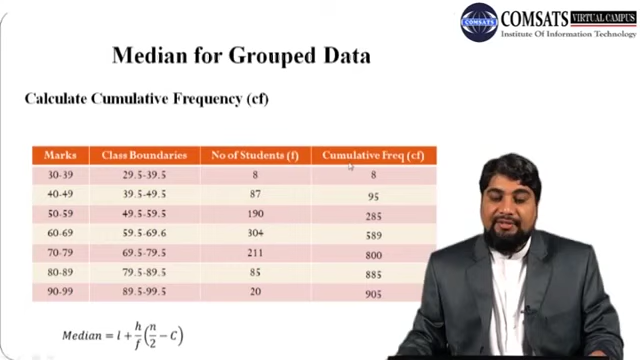 COMSATS VIRTUAL CAMPUS
COMSATS
Institute Of Information Technology
Median for Grouped Data
Calculate Cumulative Frequency (cf)
Marks Class Boundaries No of Students (f) Cumulative Freq (cf)
30-39 29.5-39.5 8 8
40-49 39.5-49.5 87 95
50-59 49.5-59.5 190 285
60-69 59.5-69.6 304 589
70-79 69.5-79.5 211 800
80-89 79.5-89.5 85 885
90-99 89.5-99.5 20 905
Median = l + h/f (n/2 − C)